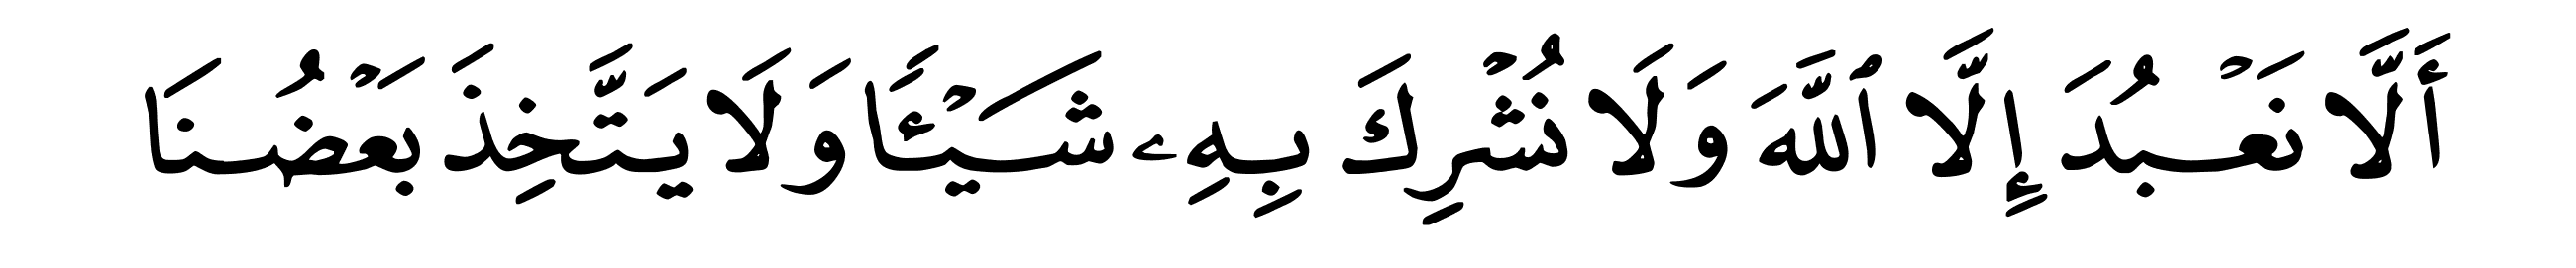 أَلَّا نَعۡبُدَ إِلَّا ٱللَّهَ وَلَا نُشۡرِكَ بِهِۦ شَيۡـَٔٗا وَلَا يَتَّخِذَ بَعۡضُنَا